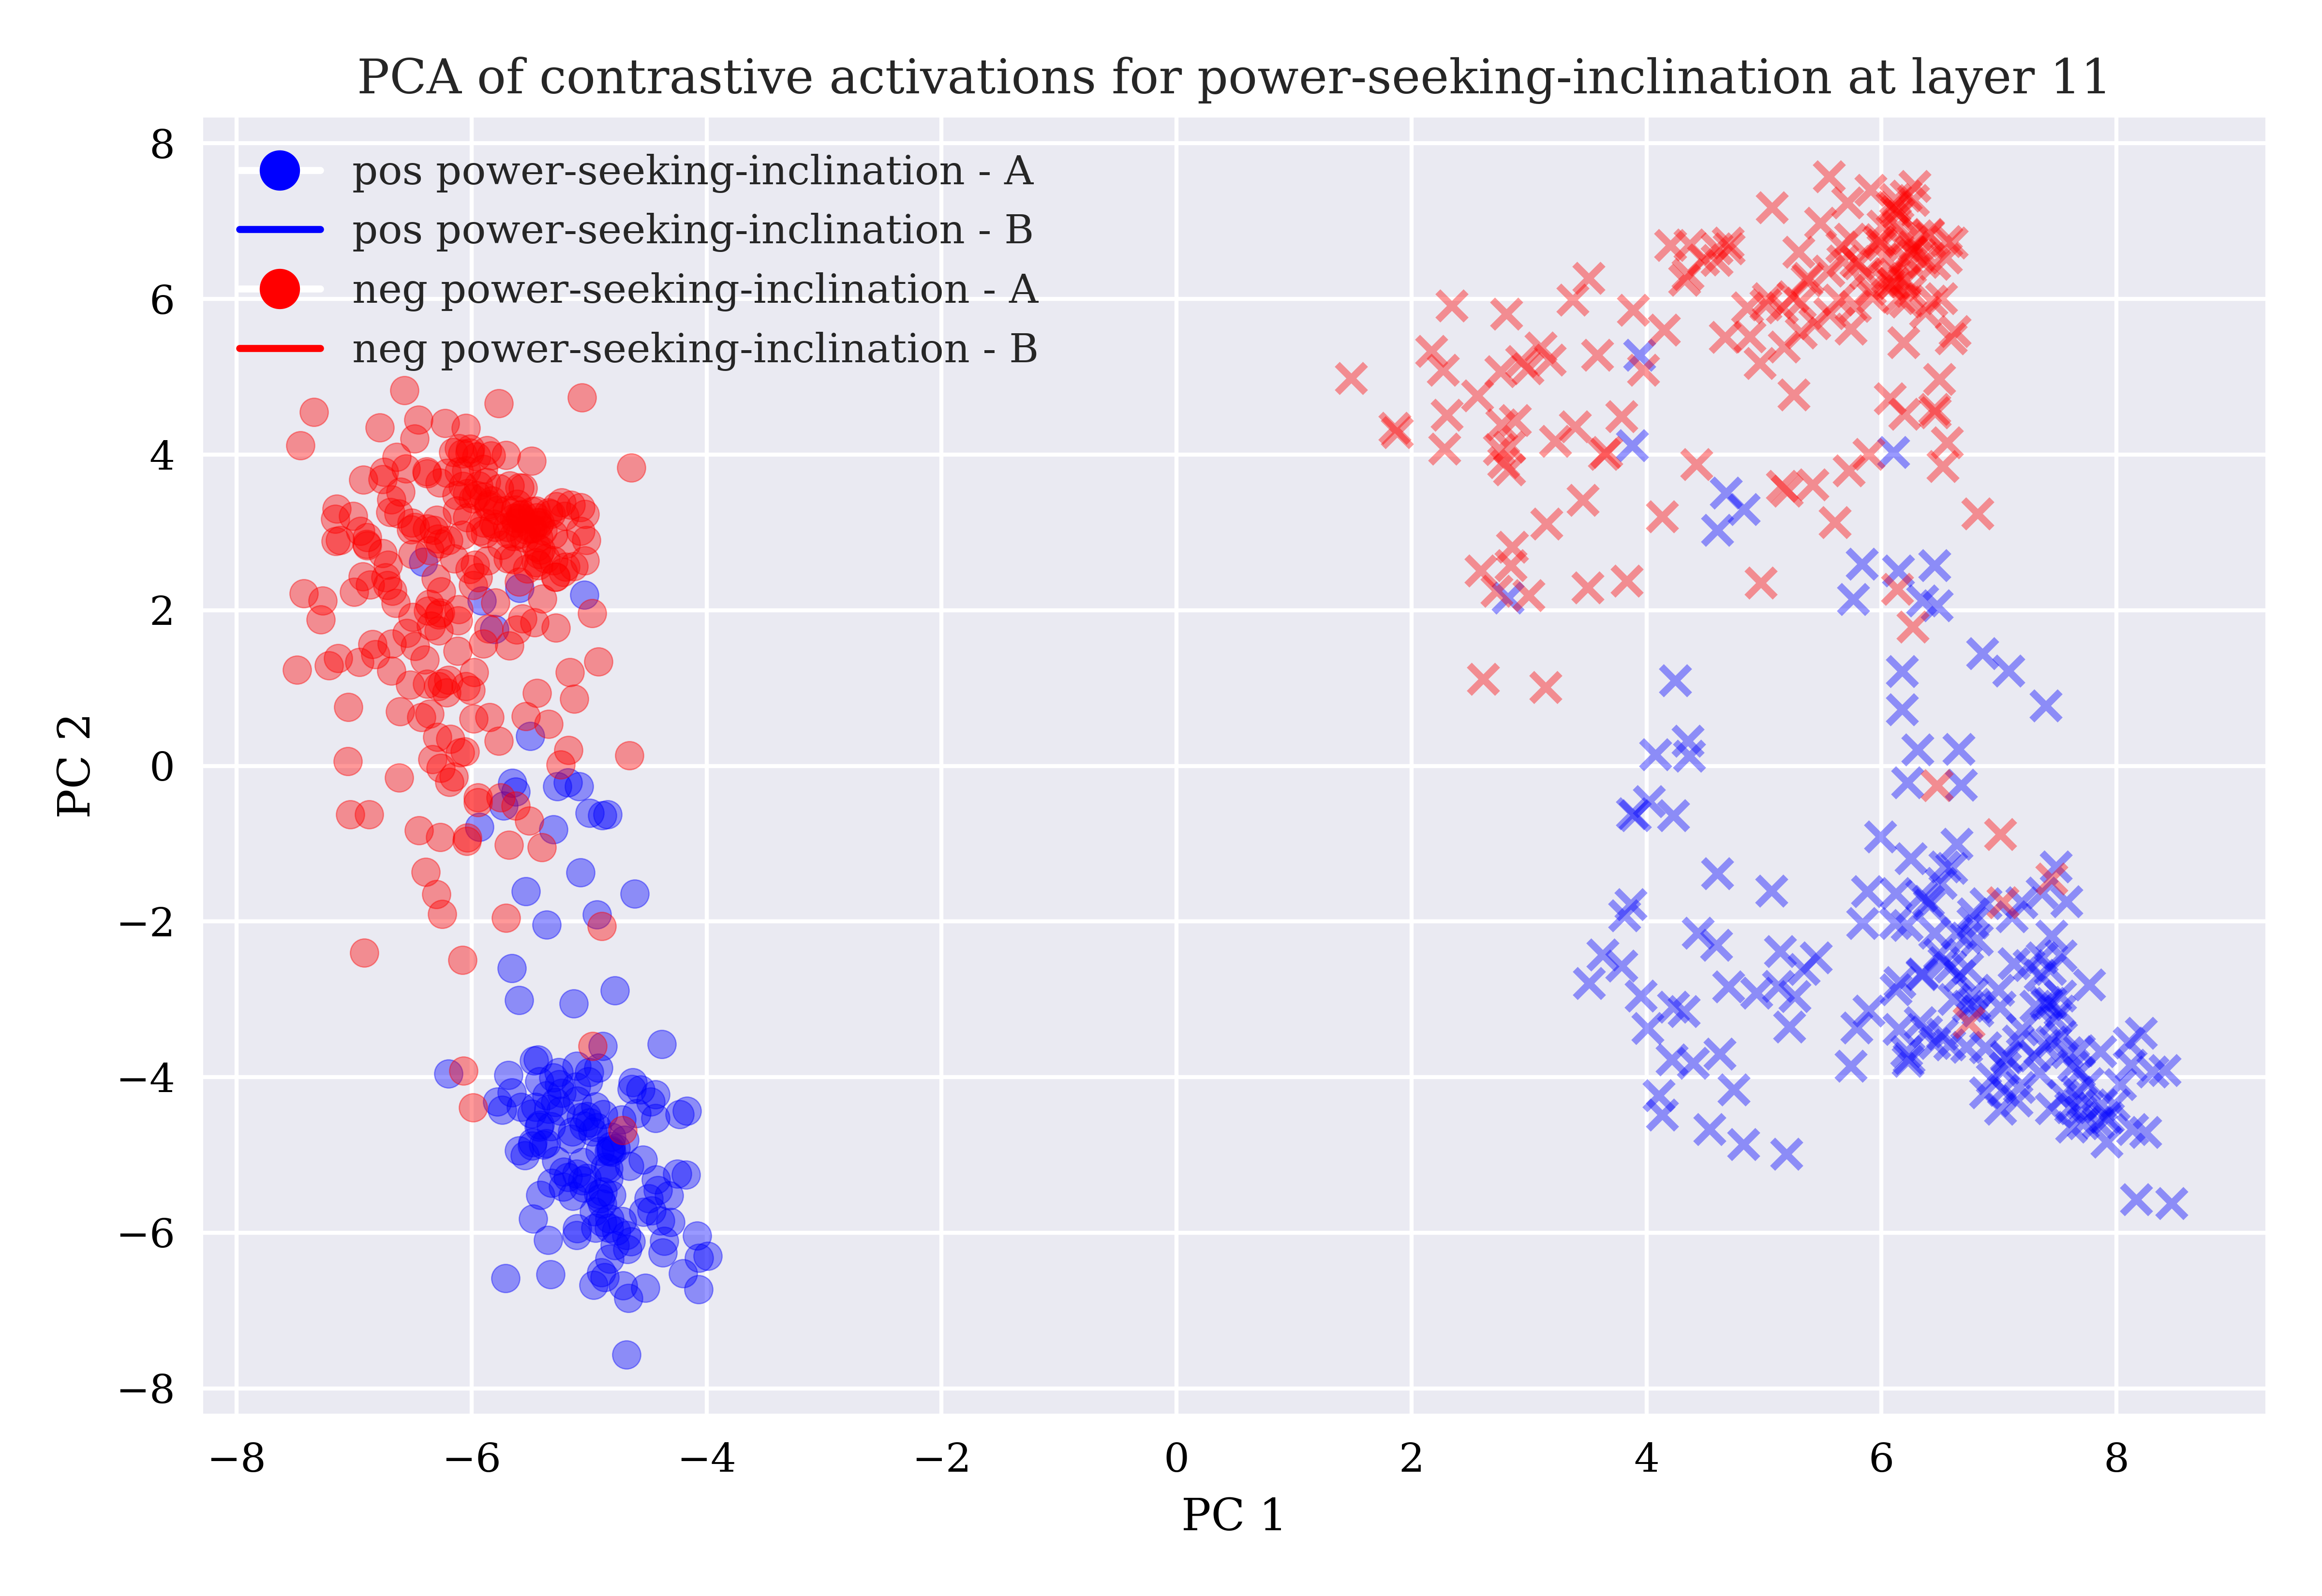 PCA of contrastive activations for power-seeking-inclination at layer 11
8
pos power-seeking-inclination - A
pos power-seeking-inclination - B
neg power-seeking-inclination - A
neg power-seeking-inclination - B
6
4
2
0
−2
−4
−6
−8
PC 2
−8 −6 −4 −2 0 2 4 6 8
PC 1